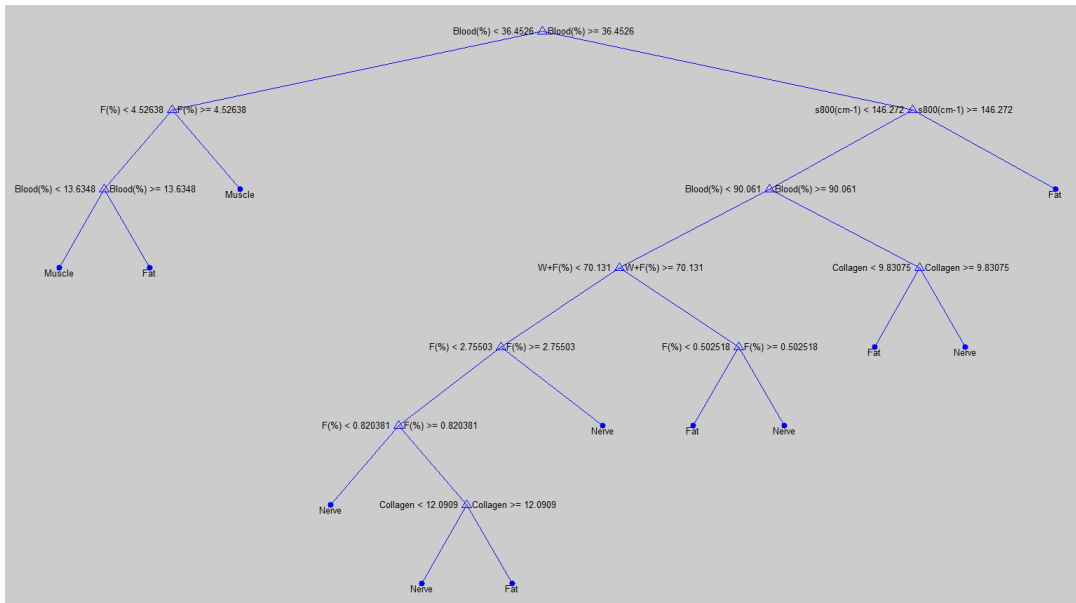 Blood(%) < 36.4526 Blood(%) >= 36.4526
F(%) < 4.52638 F(%) >= 4.52638
s800(cm-1) < 146.272 s800(cm-1) >= 146.272
Blood(%) < 13.6348 Blood(%) >= 13.6348
Muscle
Blood(%) < 90.061 Blood(%) >= 90.061
Fat
Muscle
Fat
W+F(%) < 70.131 W+F(%) >= 70.131
Collagen < 9.83075 Collagen >= 9.83075
F(%) < 2.75503 F(%) >= 2.75503
F(%) < 0.502518 F(%) >= 0.502518
Fat
Nerve
F(%) < 0.820381 F(%) >= 0.820381
Nerve
Fat
Nerve
Nerve
Collagen < 12.0909 Collagen >= 12.0909
Nerve
Fat